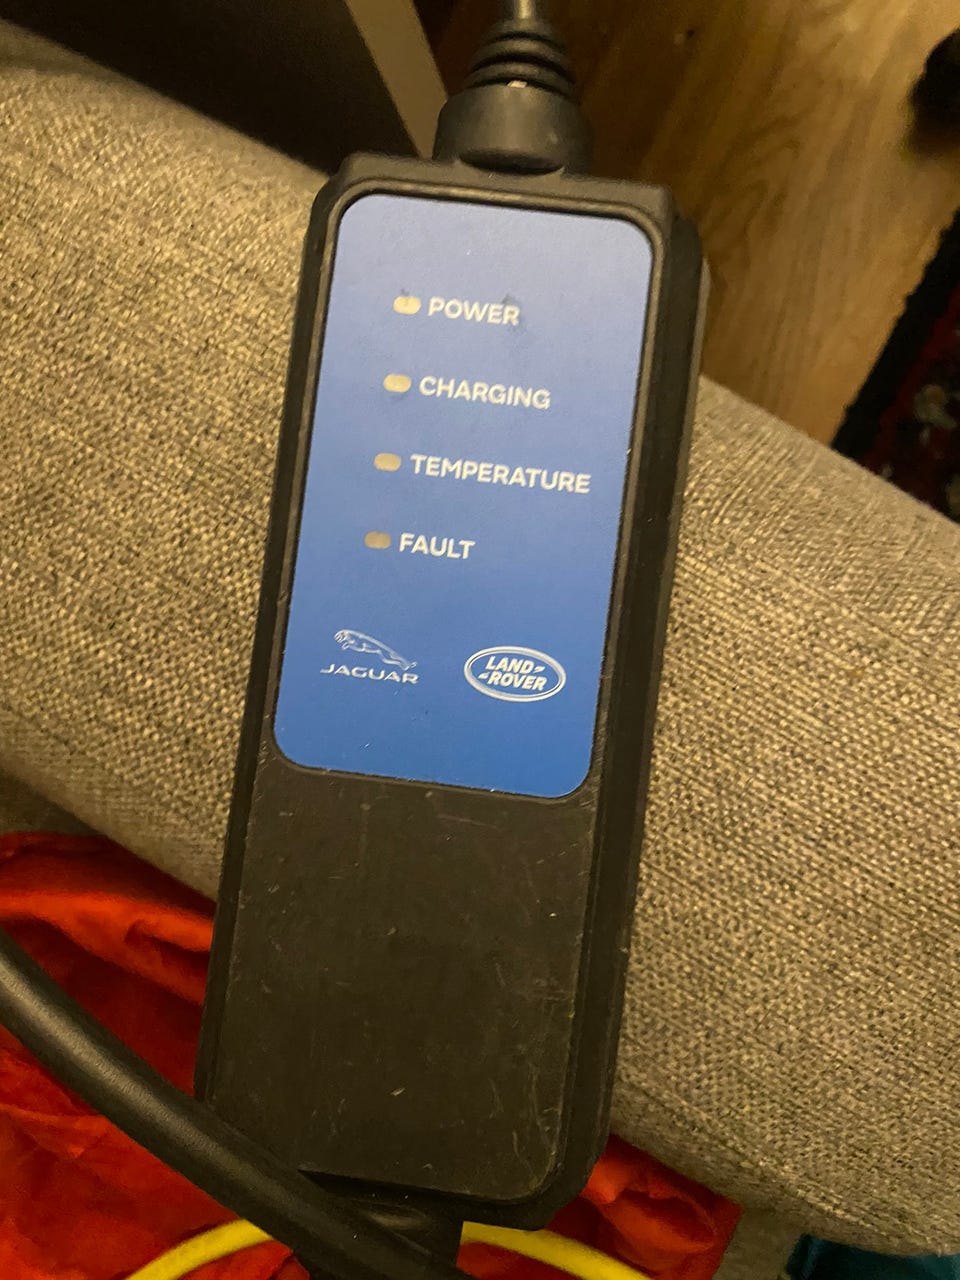 POWER
CHARGING
TEMPERATURE
FAULT
JAGUAR
LAND-
-ROVER